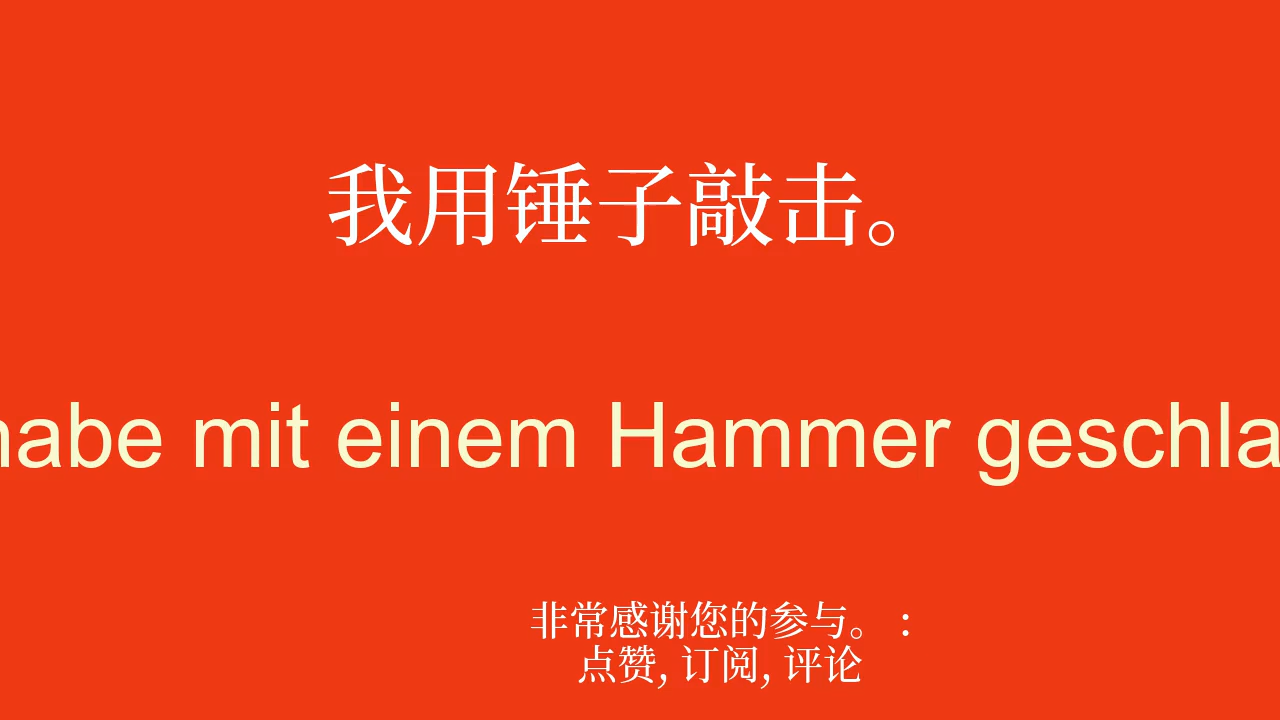 我用锤子敲击。
habe mit einem Hammer geschla
非常感谢您的参与。 :
点赞, 订阅, 评论